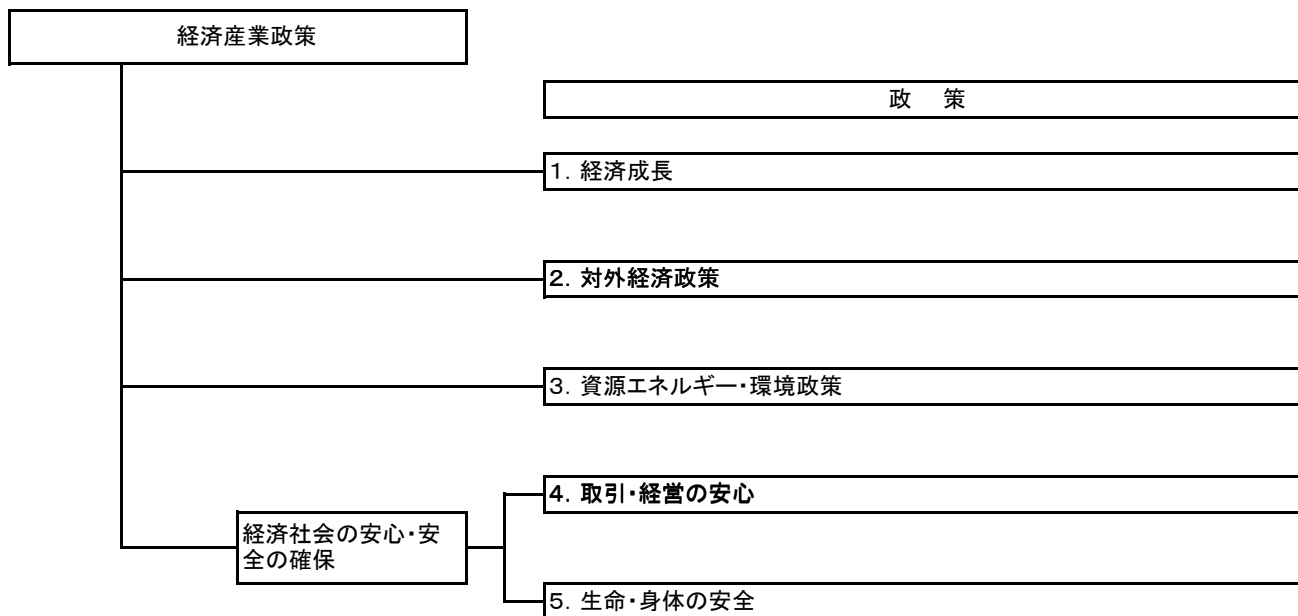 経済産業政策
政　策
１．経済成長
２．対外経済政策
３．資源エネルギー・環境政策
４．取引・経営の安心
経済社会の安心・安
全の確保
５．生命・身体の安全